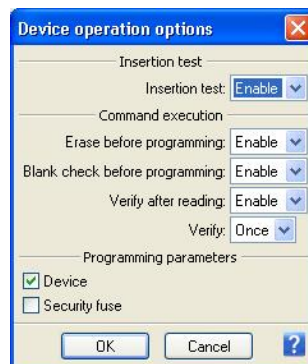 Device operation options
Insertion test
Insertion test: Enable
Command execution
Erase before programming: Enable
Blank check before programming: Enable
Verify after reading: Enable
Verify: Once
Programming parameters
Device
Security fuse
OK Cancel ?